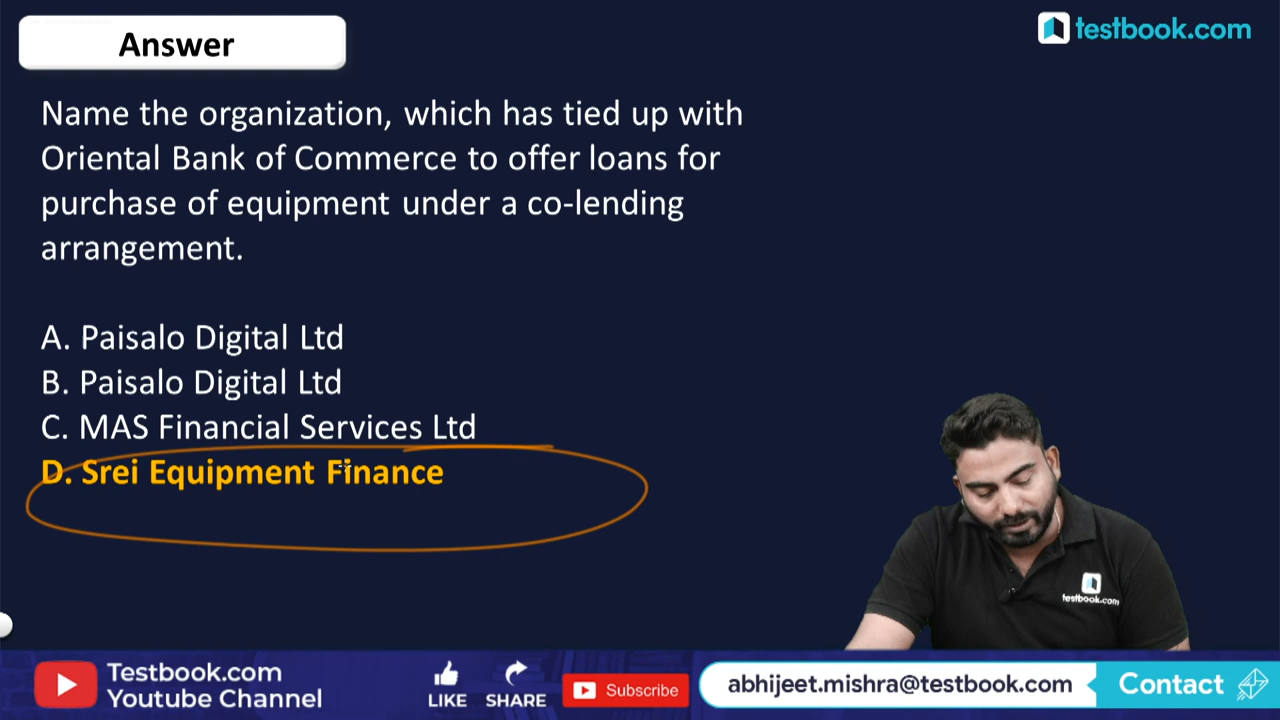 Answer
testbook.com
Name the organization, which has tied up with
Oriental Bank of Commerce to offer loans for
purchase of equipment under a co-lending
arrangement.
A. Paisalo Digital Ltd
B. Paisalo Digital Ltd
C. MAS Financial Services Ltd
D. Srei Equipment Finance
testbook.com
Testbook.com
Youtube Channel
LIKE
SHARE
Subscribe
abhijeet.mishra@testbook.com
Contact